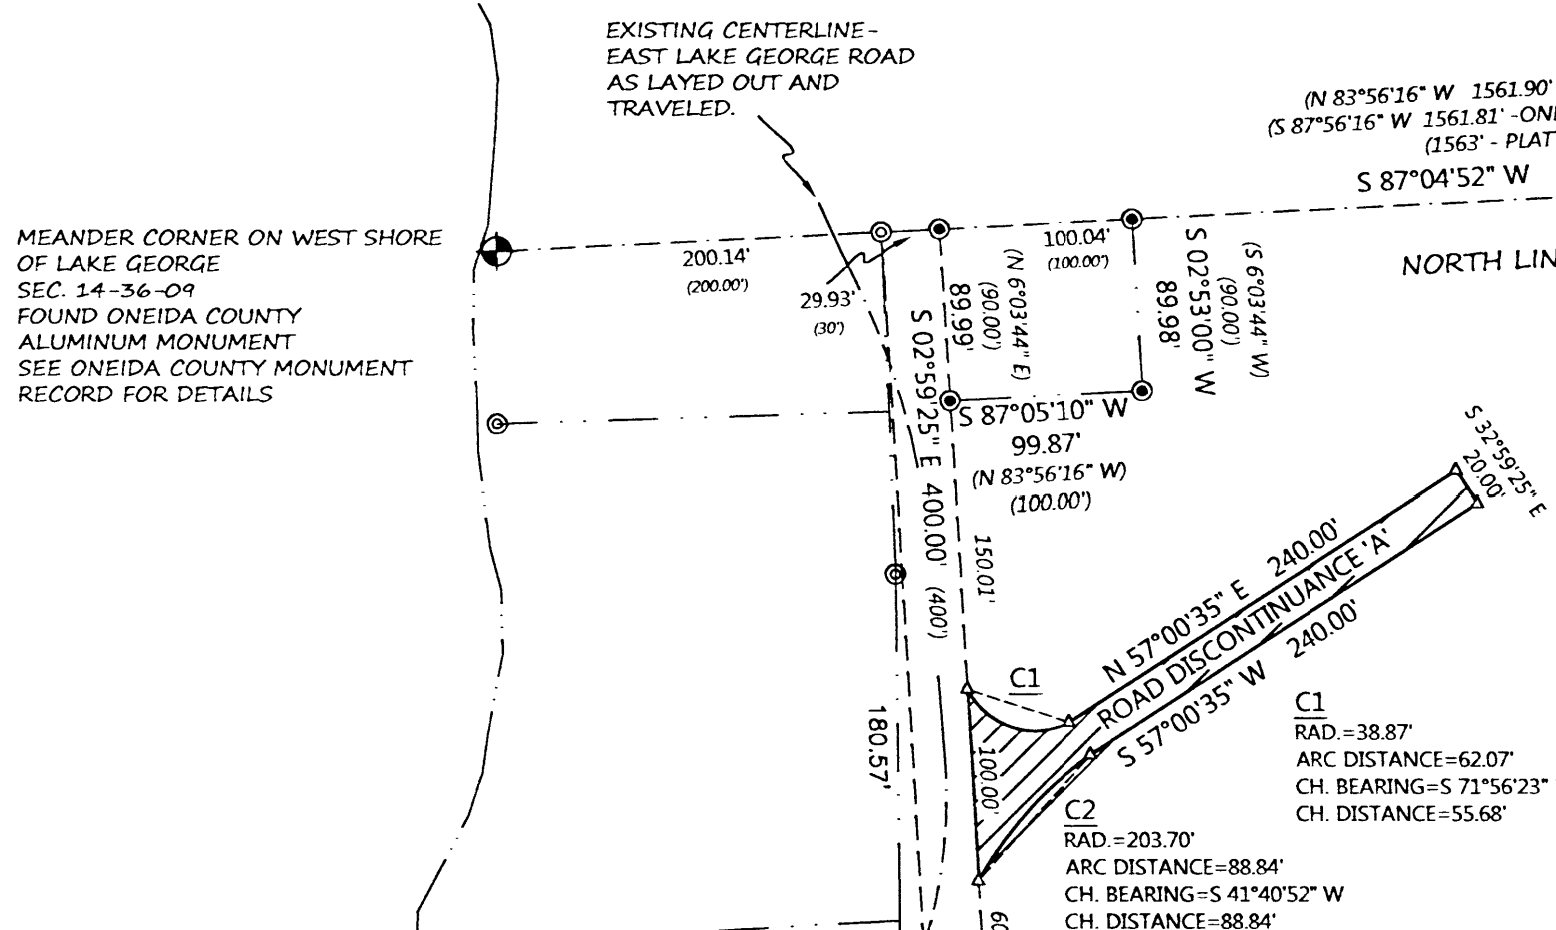 EXISTING CENTERLINE-
EAST LAKE GEORGE ROAD
AS LAYED OUT AND
TRAVELED.
(N 83°56'16" W 1561.90'
(S 87°56'16" W 1561.81' -ONE
(1563' - PLAT
S 87°04'52" W
NORTH LIN
MEANDER CORNER ON WEST SHORE
OF LAKE GEORGE
SEC. 14-36-09
FOUND ONEIDA COUNTY
ALUMINUM MONUMENT
SEE ONEIDA COUNTY MONUMENT
RECORD FOR DETAILS
200.14'
(200.00')
29.93'
(30')
100.04'
(100.00')
89.99'
(90.00')
(N 6°03'44" E)
89.98'
S 02°53'00" W
(90.00')
(S 6°03'44" W)
S 87°05'10" W
99.87'
(N 83°56'16" W)
(100.00')
S 02°59'25" E 400.00' (400')
150.01'
S 32°59'25" E
20.00'
N 57°00'35" E 240.00'
ROAD DISCONTINUANCE 'A'
S 57°00'35" W 240.00'
C1
180.57'
100.00'
C1
RAD.=38.87'
ARC DISTANCE=62.07'
CH. BEARING=S 71°56'23"
CH. DISTANCE=55.68'
C2
RAD.=203.70'
ARC DISTANCE=88.84'
CH. BEARING=S 41°40'52" W
CH. DISTANCE=88.84'
60